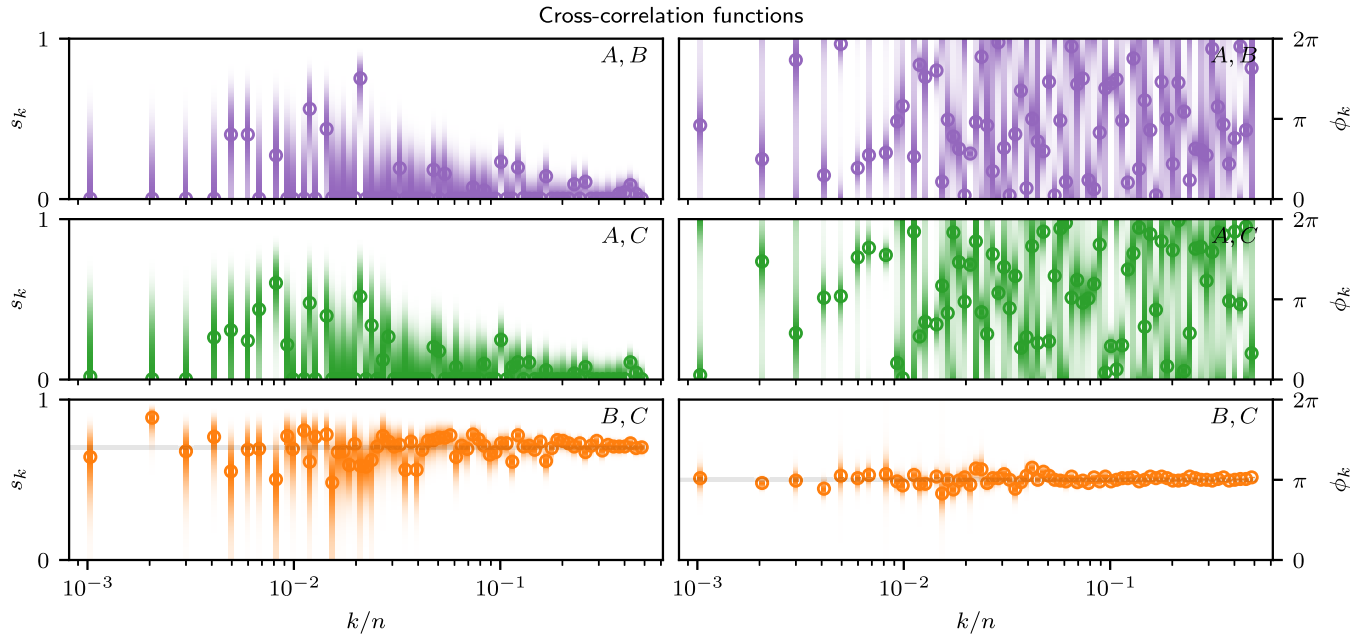 Cross-correlation functions
1
A, B
s_k
0
A, B
2π
π
ϕ_k
0
1
A, C
s_k
0
A, C
2π
π
ϕ_k
0
1
B, C
s_k
0
B, C
2π
π
ϕ_k
0
10⁻³
10⁻²
10⁻¹
k/n
10⁻³
10⁻²
10⁻¹
k/n